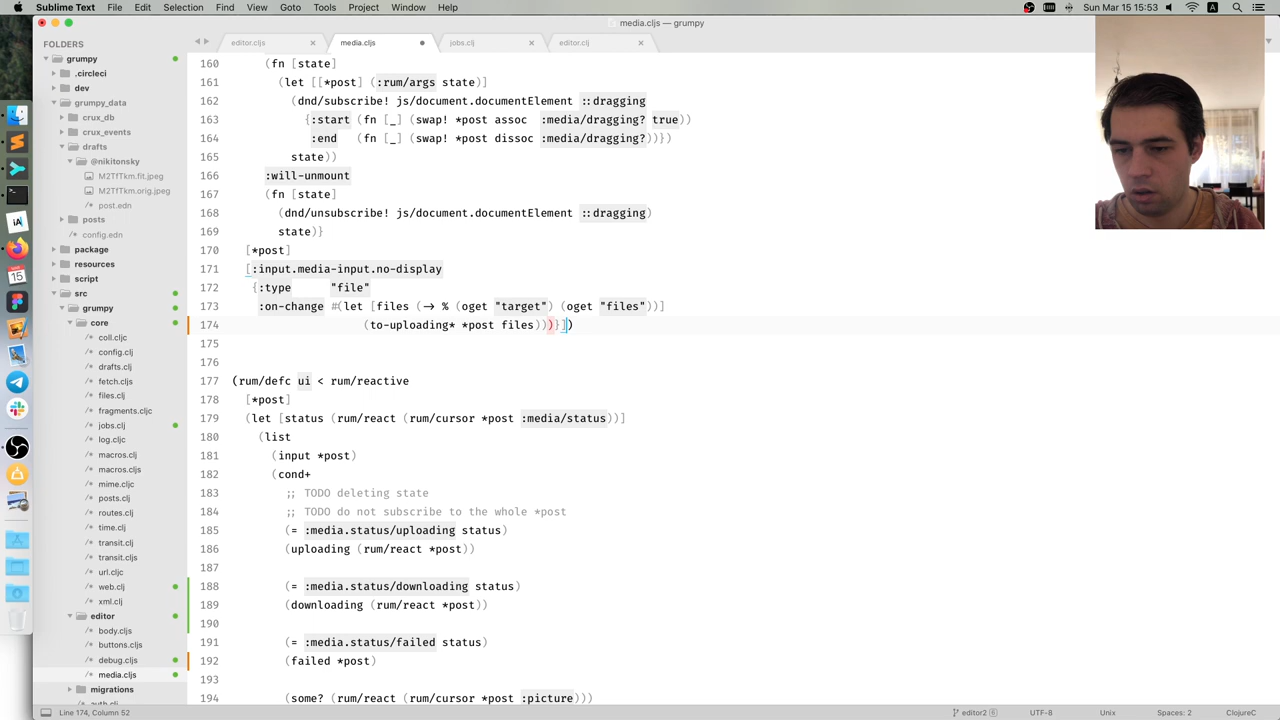 Sublime Text File Edit Selection Find View Goto Tools Project Window Help
Sun Mar 15 15:53
media.cljs — grumpy
FOLDERS
grumpy
.circleci
dev
grumpy_data
crux_db
crux_events
drafts
@nikitonsky
M2TfTkm.fit.jpeg
M2TfTkm.orig.jpeg
post.edn
posts
config.edn
package
resources
script
src
grumpy
core
coll.cljc
config.clj
drafts.clj
fetch.cljs
files.clj
fragments.cljc
jobs.clj
log.cljc
macros.clj
macros.cljs
mime.cljc
posts.clj
routes.clj
time.clj
transit.clj
transit.cljs
url.cljc
web.clj
xml.clj
editor
body.cljs
buttons.cljs
debug.cljs
media.cljs
migrations
auth.clj
editor.cljs media.cljs jobs.clj editor.clj
160 (fn [state]
161 (let [[*post] (:rum/args state)]
162 (dnd/subscribe! js/document.documentElement ::dragging
163 {:start (fn [_] (swap! *post assoc :media/dragging? true))
164 :end (fn [_] (swap! *post dissoc :media/dragging?))})
165 state))
166 :will-unmount
167 (fn [state]
168 (dnd/unsubscribe! js/document.documentElement ::dragging)
169 state)}
170 [*post]
171 [:input.media-input.no-display
172 {:type "file"
173 :on-change #(let [files (-> % (oget "target") (oget "files"))]
174 (to-uploading* *post files)))}])
175
176
177 (rum/defc ui < rum/reactive
178 [*post]
179 (let [status (rum/react (rum/cursor *post :media/status))]
180 (list
181 (input *post)
182 (cond+
183 ;; TODO deleting state
184 ;; TODO do not subscribe to the whole *post
185 (= :media.status/uploading status)
186 (uploading (rum/react *post))
187
188 (= :media.status/downloading status)
189 (downloading (rum/react *post))
190
191 (= :media.status/failed status)
192 (failed *post)
193
194 (some? (rum/react (rum/cursor *post :picture)))
Line 174, Column 52
editor2 6 UTF-8 Unix Spaces: 2 ClojureC